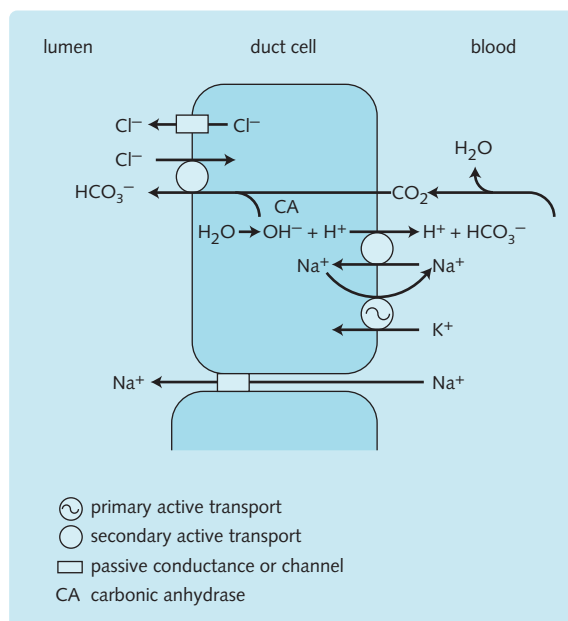 lumen duct cell blood
Cl⁻ Cl⁻
Cl⁻
H₂O
HCO₃⁻ CO₂
CA
H₂O OH⁻ + H⁺ H⁺ + HCO₃⁻
Na⁺ Na⁺
K⁺
Na⁺ Na⁺
primary active transport
secondary active transport
passive conductance or channel
CA carbonic anhydrase